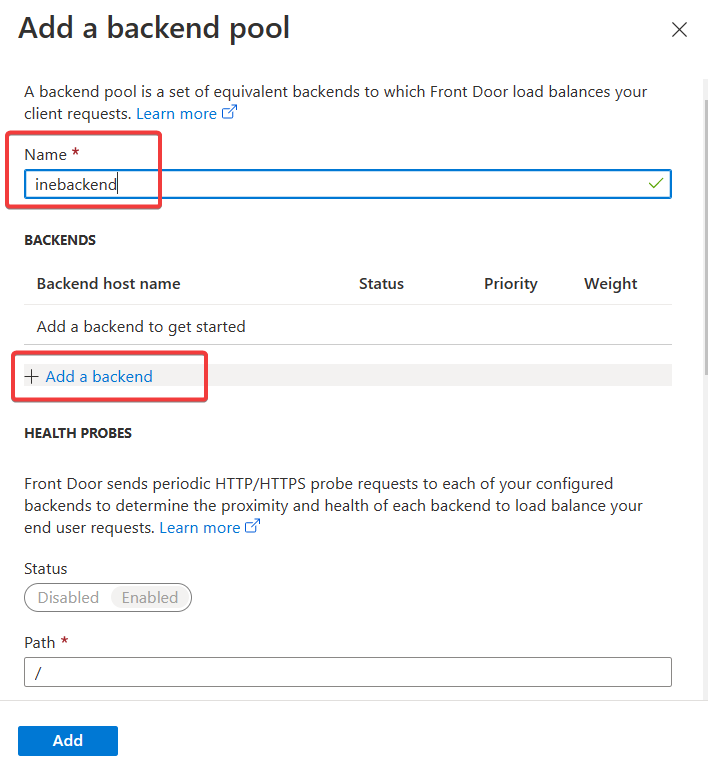 Add a backend pool
A backend pool is a set of equivalent backends to which Front Door load balances your
client requests. Learn more
Name *
inebackend
BACKENDS
Backend host name Status Priority Weight
Add a backend to get started
+ Add a backend
HEALTH PROBES
Front Door sends periodic HTTP/HTTPS probe requests to each of your configured
backends to determine the proximity and health of each backend to load balance your
end user requests. Learn more
Status
Disabled Enabled
Path *
/
Add